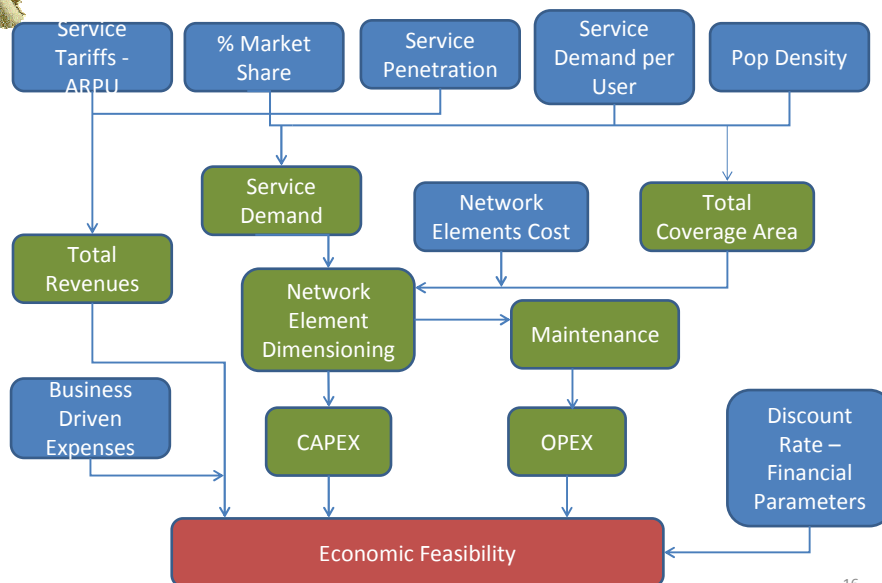 Service
Tariffs -
ARPU
% Market
Share
Service
Penetration
Service
Demand per
User
Pop Density
Service
Demand
Network
Elements Cost
Total
Coverage Area
Total
Revenues
Network
Element
Dimensioning
Maintenance
Business
Driven
Expenses
CAPEX
OPEX
Discount
Rate –
Financial
Parameters
Economic Feasibility
16